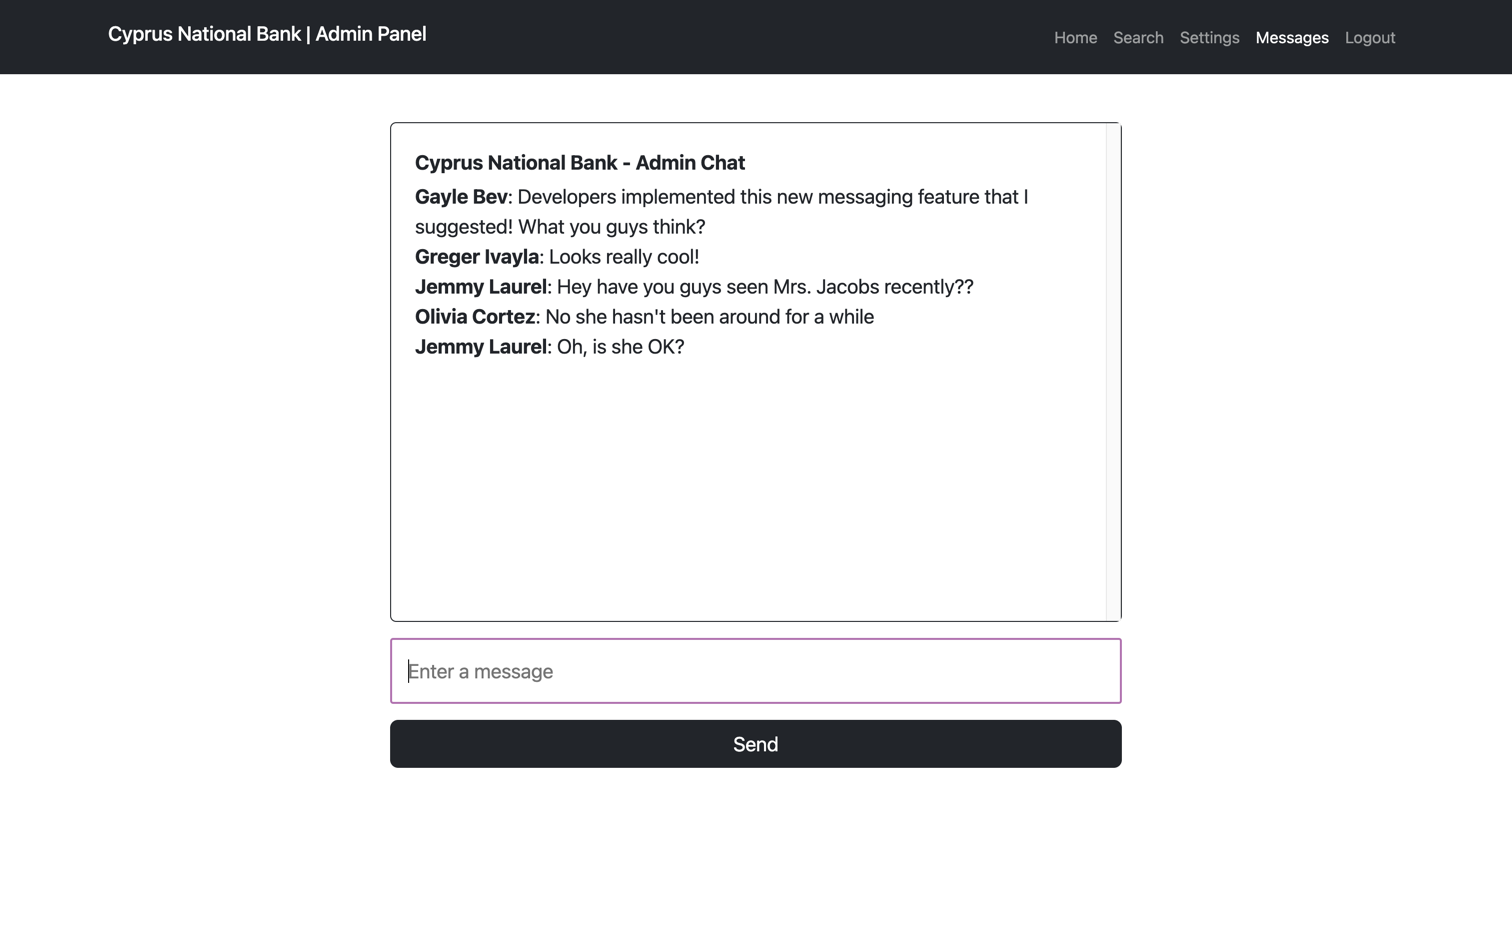 Cyprus National Bank | Admin Panel
Home Search Settings Messages Logout
Cyprus National Bank - Admin Chat
Gayle Bev: Developers implemented this new messaging feature that I
suggested! What you guys think?
Greger Ivayla: Looks really cool!
Jemmy Laurel: Hey have you guys seen Mrs. Jacobs recently??
Olivia Cortez: No she hasn't been around for a while
Jemmy Laurel: Oh, is she OK?
Enter a message
Send